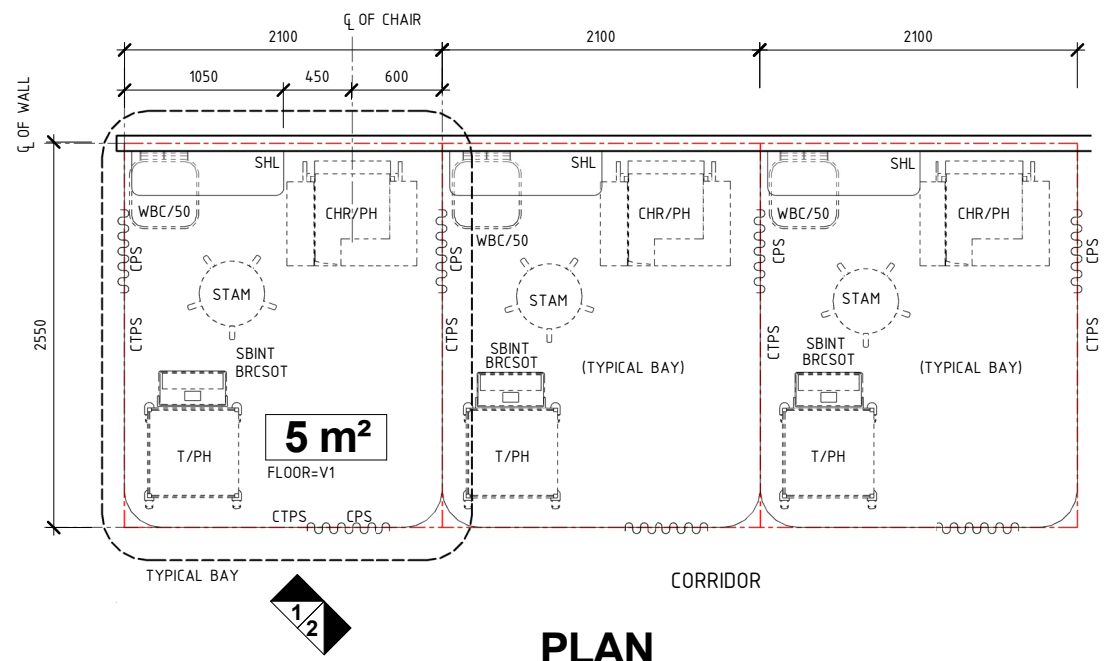 ℄ OF CHAIR
2100
2100
2100
1050
450
600
℄ OF WALL
SHL
SHL
SHL
WBC/50
CHR/PH
WBC/50
CHR/PH
WBC/50
CHR/PH
CPS
CPS
CPS
CPS
STAM
STAM
STAM
2550
CTPS
CTPS
CTPS
CTPS
SBINT
BRCSOT
SBINT
BRCSOT
(TYPICAL BAY)
SBINT
BRCSOT
(TYPICAL BAY)
5 m²
T/PH
T/PH
T/PH
FLOOR=V1
CTPS
CPS
TYPICAL BAY
CORRIDOR
1
2
PLAN